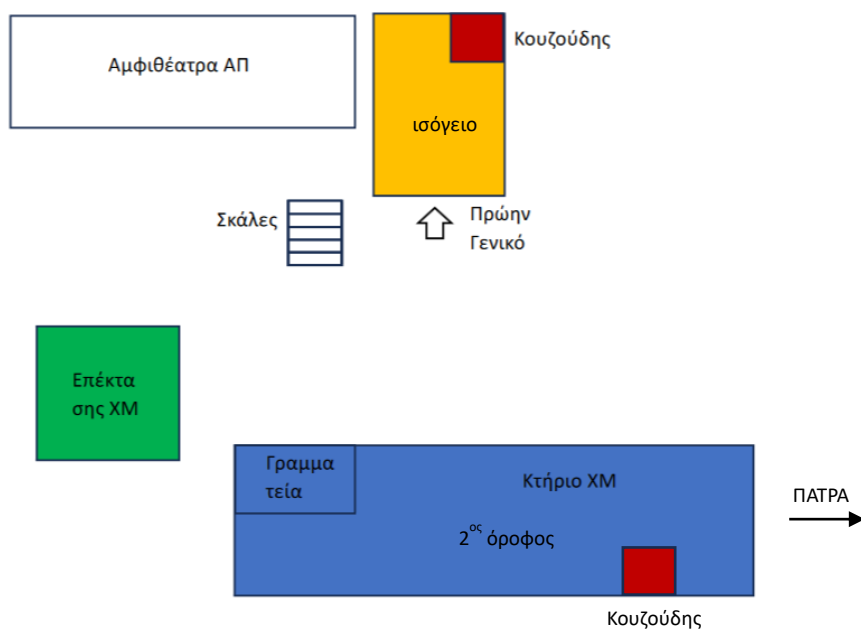 Αμφιθέατρα ΑΠ
Κουζούδης
ισόγειο
Σκάλες
Πρώην
Γενικό
Επέκτα
σης ΧΜ
Γραμμα
τεία
Κτήριο ΧΜ
2ος όροφος
ΠΑΤΡΑ
Κουζούδης